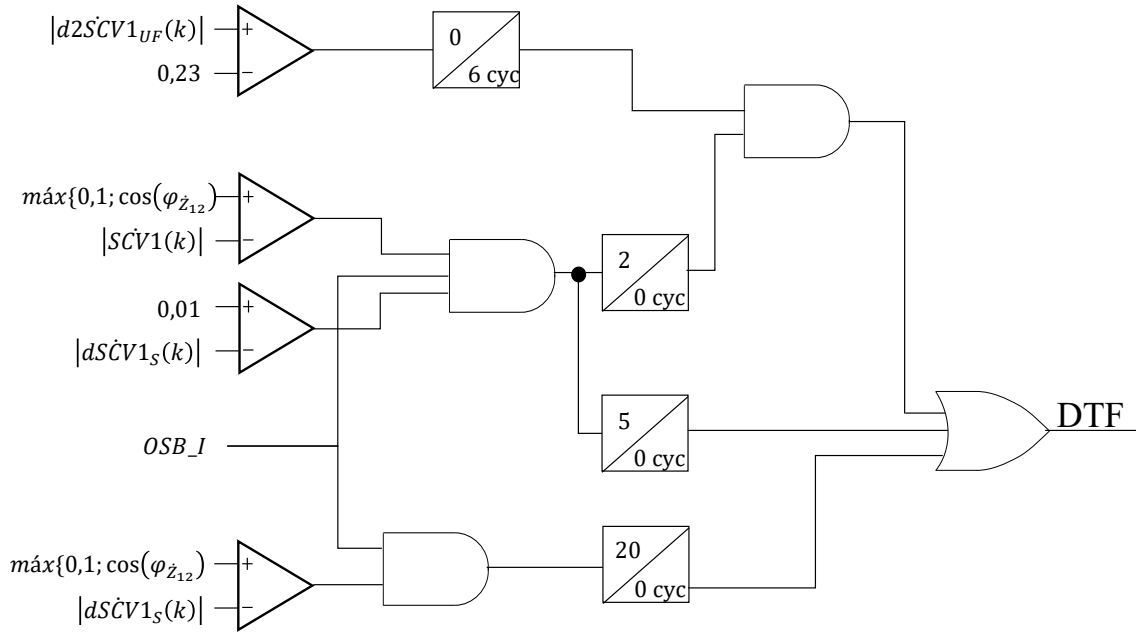 |d2SĊV1_UF(k)|
+
0,23
−
0
6 cyc
máx{0,1; cos(φ_Ż₁₂)
+
|SĊV1(k)|
−
2
0 cyc
0,01
+
|dSĊV1_S(k)|
−
5
0 cyc
DTF
OSB_I
máx{0,1; cos(φ_Ż₁₂)
+
|dSĊV1_S(k)|
−
20
0 cyc